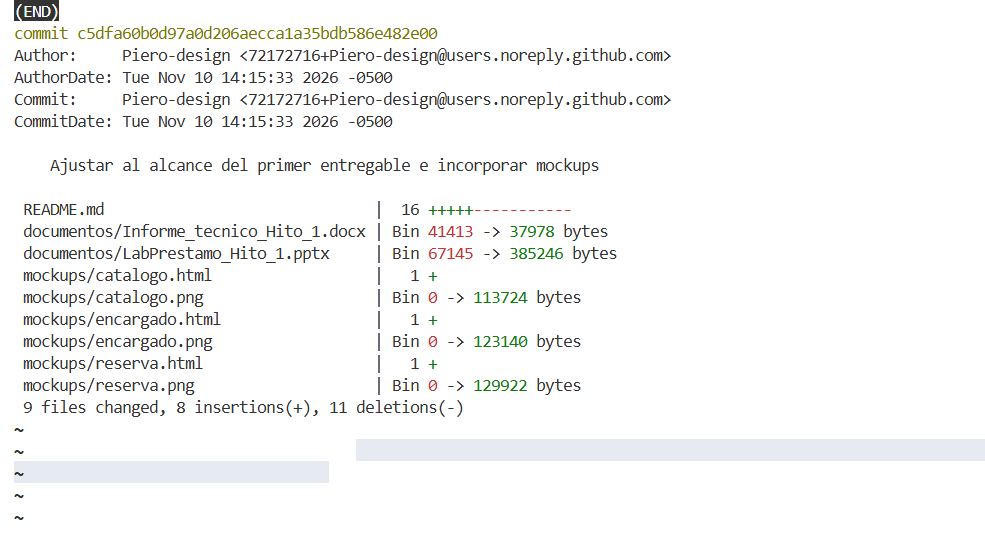 (END)
commit c5dfa60b0d97a0d206aecca1a35bdb586e482e00
Author:     Piero-design <72172716+Piero-design@users.noreply.github.com>
AuthorDate: Tue Nov 10 14:15:33 2026 -0500
Commit:     Piero-design <72172716+Piero-design@users.noreply.github.com>
CommitDate: Tue Nov 10 14:15:33 2026 -0500
    Ajustar al alcance del primer entregable e incorporar mockups
 README.md                              |  16 +++++-----------
 documentos/Informe_tecnico_Hito_1.docx | Bin 41413 -> 37978 bytes
 documentos/LabPrestamo_Hito_1.pptx     | Bin 67145 -> 385246 bytes
 mockups/catalogo.html                  |   1 +
 mockups/catalogo.png                   | Bin 0 -> 113724 bytes
 mockups/encargado.html                 |   1 +
 mockups/encargado.png                  | Bin 0 -> 123140 bytes
 mockups/reserva.html                   |   1 +
 mockups/reserva.png                    | Bin 0 -> 129922 bytes
 9 files changed, 8 insertions(+), 11 deletions(-)
~
~
~
~
~